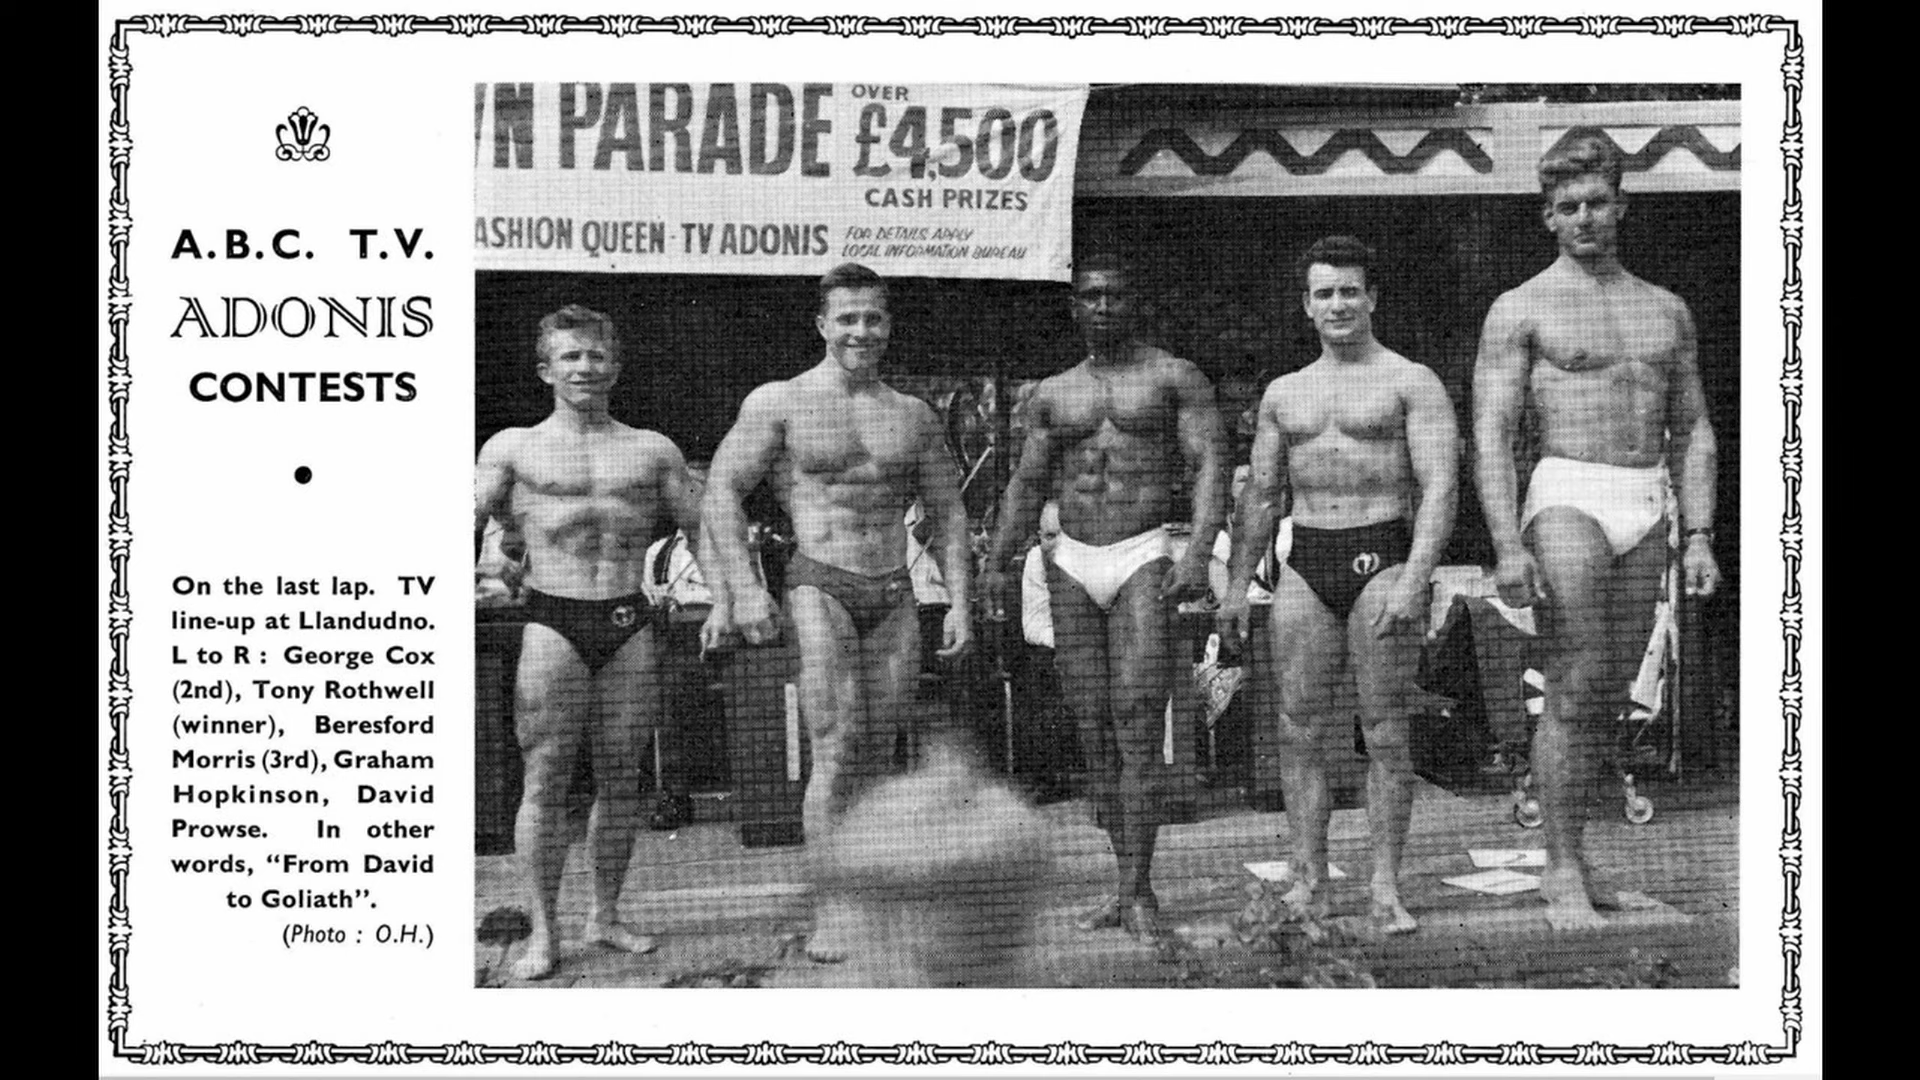 A.B.C. T.V.
ADONIS
CONTESTS
On the last lap. TV
line-up at Llandudno.
L to R : George Cox
(2nd), Tony Rothwell
(winner), Beresford
Morris (3rd), Graham
Hopkinson, David
Prowse. In other
words, “From David
to Goliath”.
(Photo : O.H.)
PARADE
OVER
£4,500
CASH PRIZES
ASHION QUEEN - TV ADONIS
FOR DETAILS APPLY
LOCAL INFORMATION BUREAU